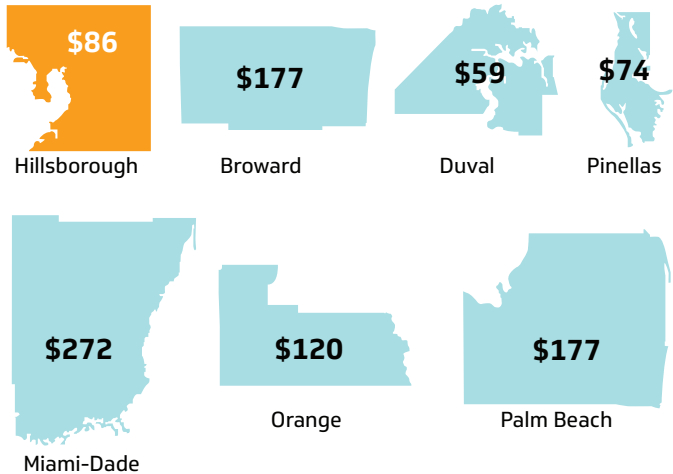 $86
$177
$59
$74
Hillsborough
Broward
Duval
Pinellas
$272
$120
$177
Orange
Palm Beach
Miami-Dade